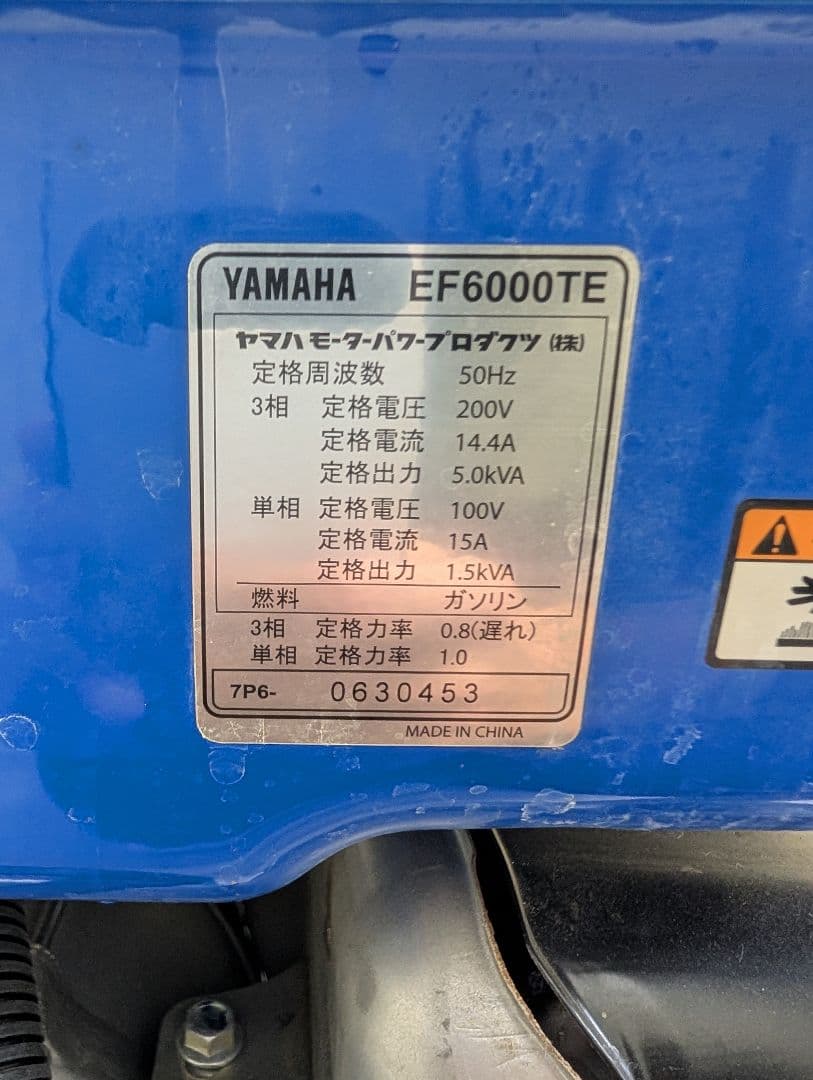 YAMAHA EF6000TE
ヤマハモーターパワープロダクツ(株)
定格周波数 50Hz
3相 定格電圧 200V
定格電流 14.4A
定格出力 5.0kVA
単相 定格電圧 100V
定格電流 15A
定格出力 1.5kVA
燃料 ガソリン
3相 定格力率 0.8(遅れ)
単相 定格力率 1.0
7P6- 0630453
MADE IN CHINA